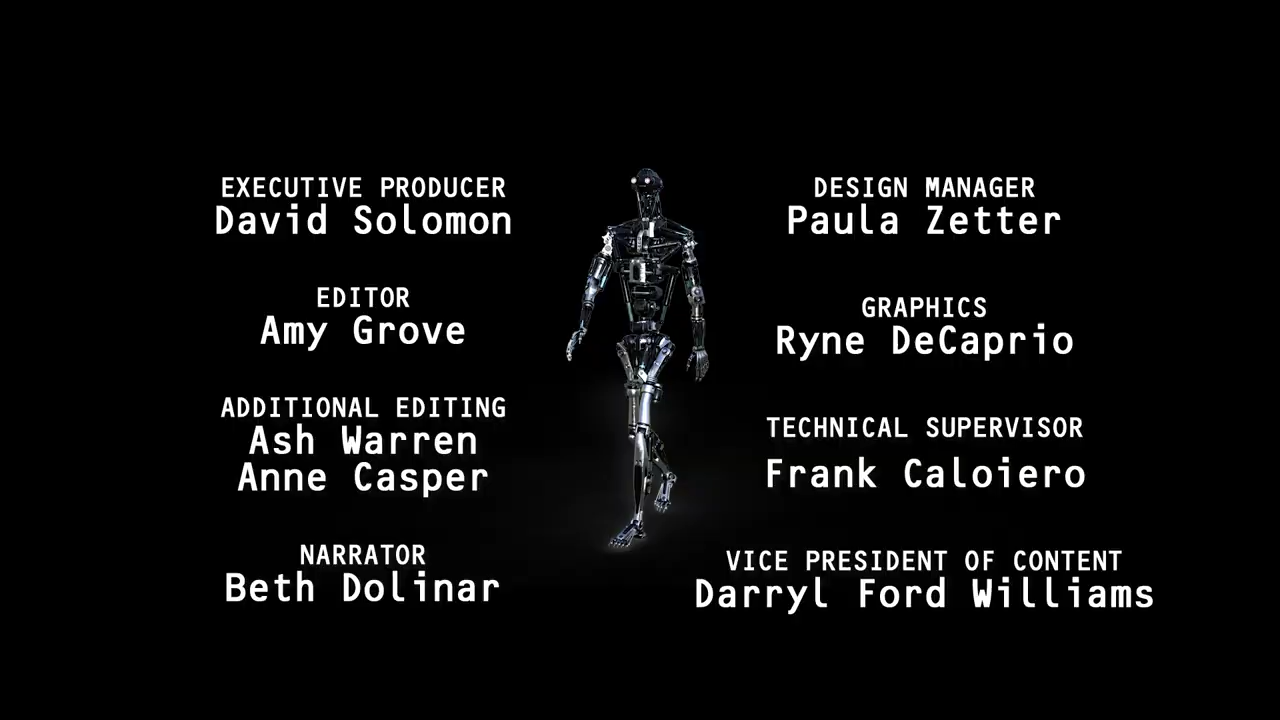 EXECUTIVE PRODUCER
David Solomon
EDITOR
Amy Grove
ADDITIONAL EDITING
Ash Warren
Anne Casper
NARRATOR
Beth Dolinar
DESIGN MANAGER
Paula Zetter
GRAPHICS
Ryne DeCaprio
TECHNICAL SUPERVISOR
Frank Caloiero
VICE PRESIDENT OF CONTENT
Darryl Ford Williams